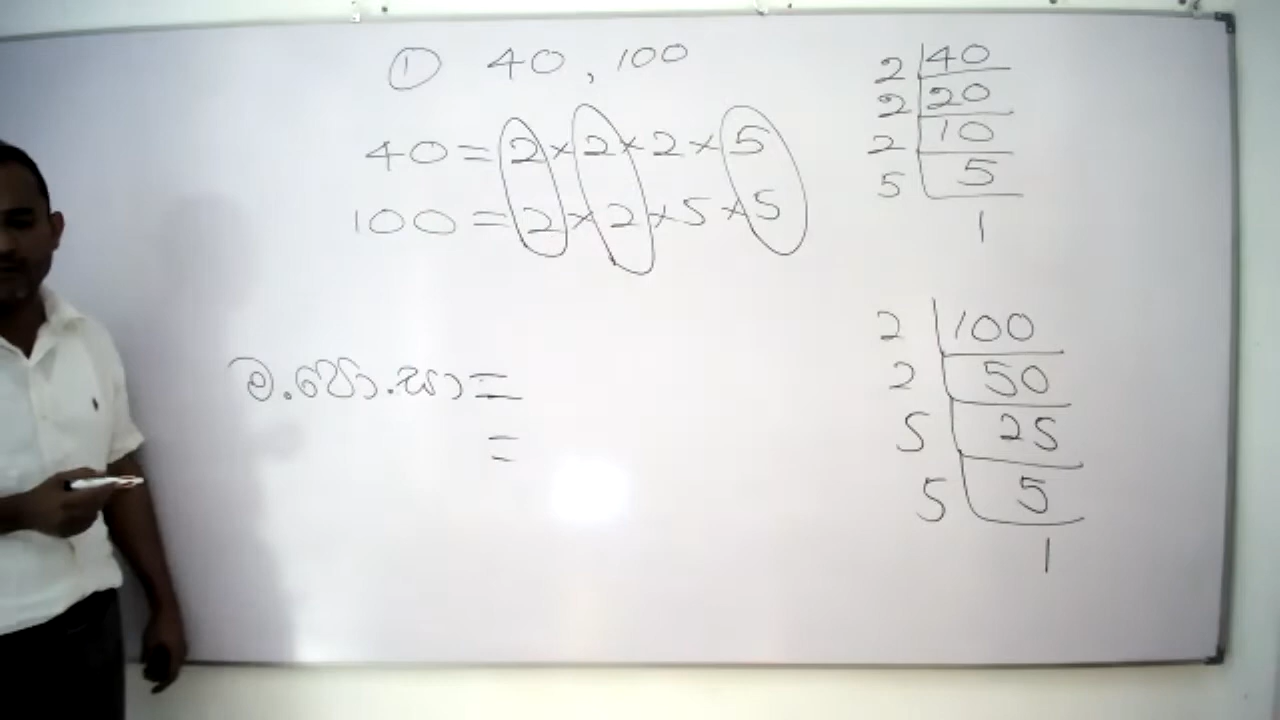 ① 40 , 100
40 = 2 × 2 × 2 × 5
100 = 2 × 2 × 5 × 5
ම.පො.සා =
=
2 | 40
2 | 20
2 | 10
5 | 5
1
2 | 100
2 | 50
5 | 25
5 | 5
1